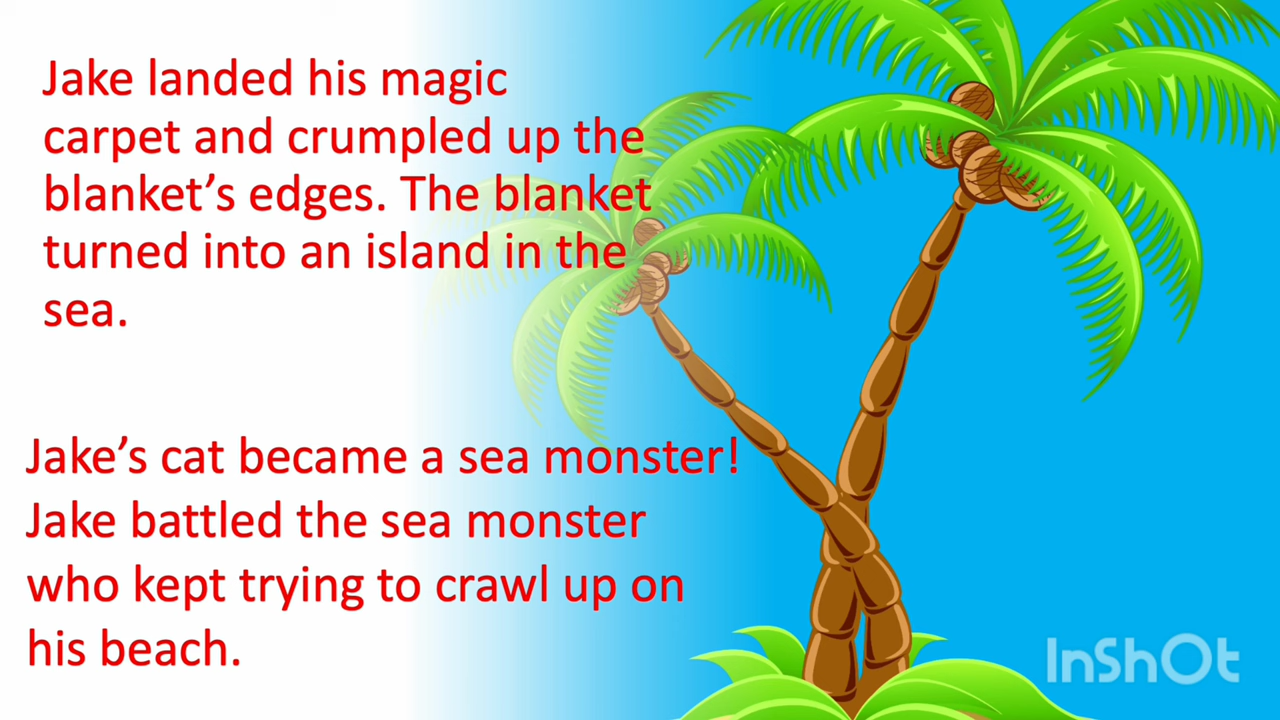 Jake landed his magic
carpet and crumpled up the
blanket’s edges. The blanket
turned into an island in the
sea.
Jake’s cat became a sea monster!
Jake battled the sea monster
who kept trying to crawl up on
his beach.
InShOt